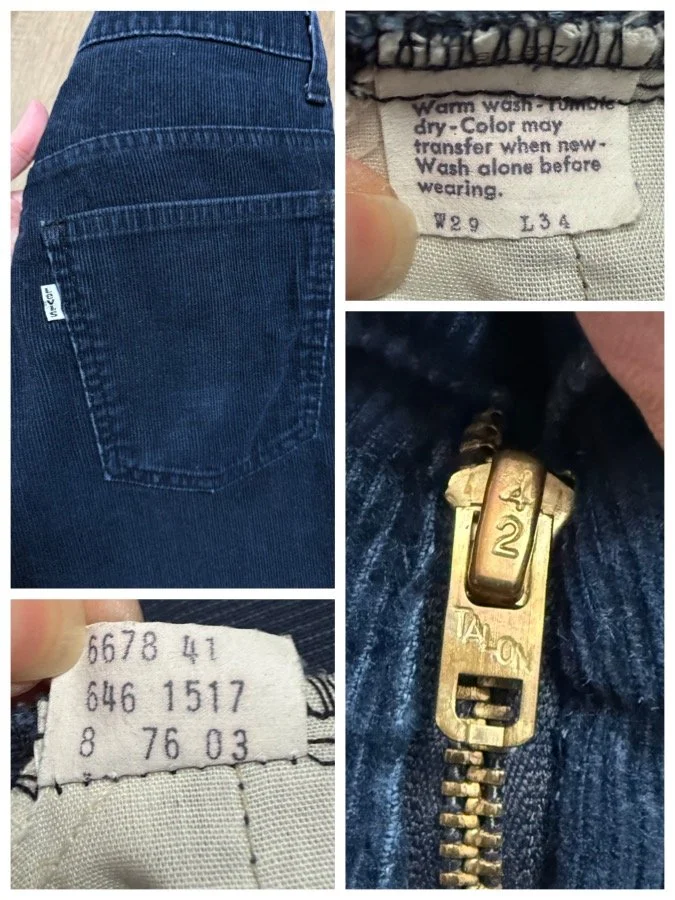 LEVI'S
Warm wash-Tumble
dry-Color may
transfer when new-
Wash alone before
wearing.
W29 L34
42
TALON
6678 41
646 1517
8 76 03